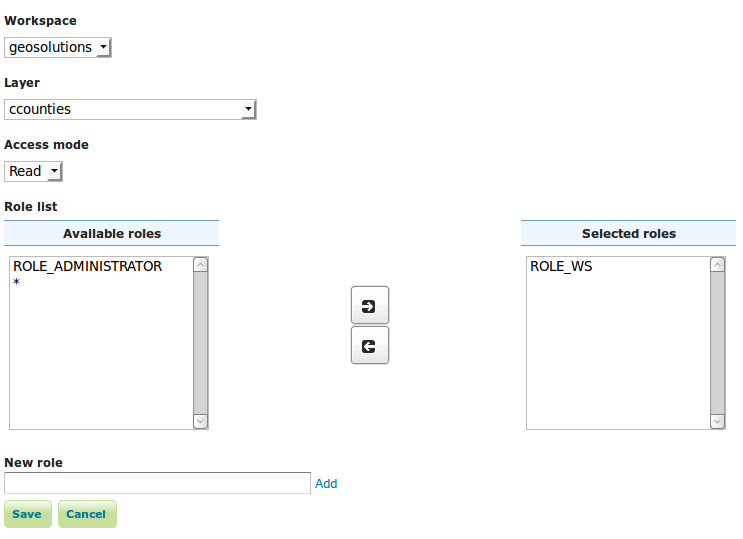 Workspace
geosolutions
Layer
ccounties
Access mode
Read
Role list
Available roles
Selected roles
ROLE_ADMINISTRATOR
*
ROLE_WS
New role
Add
Save
Cancel